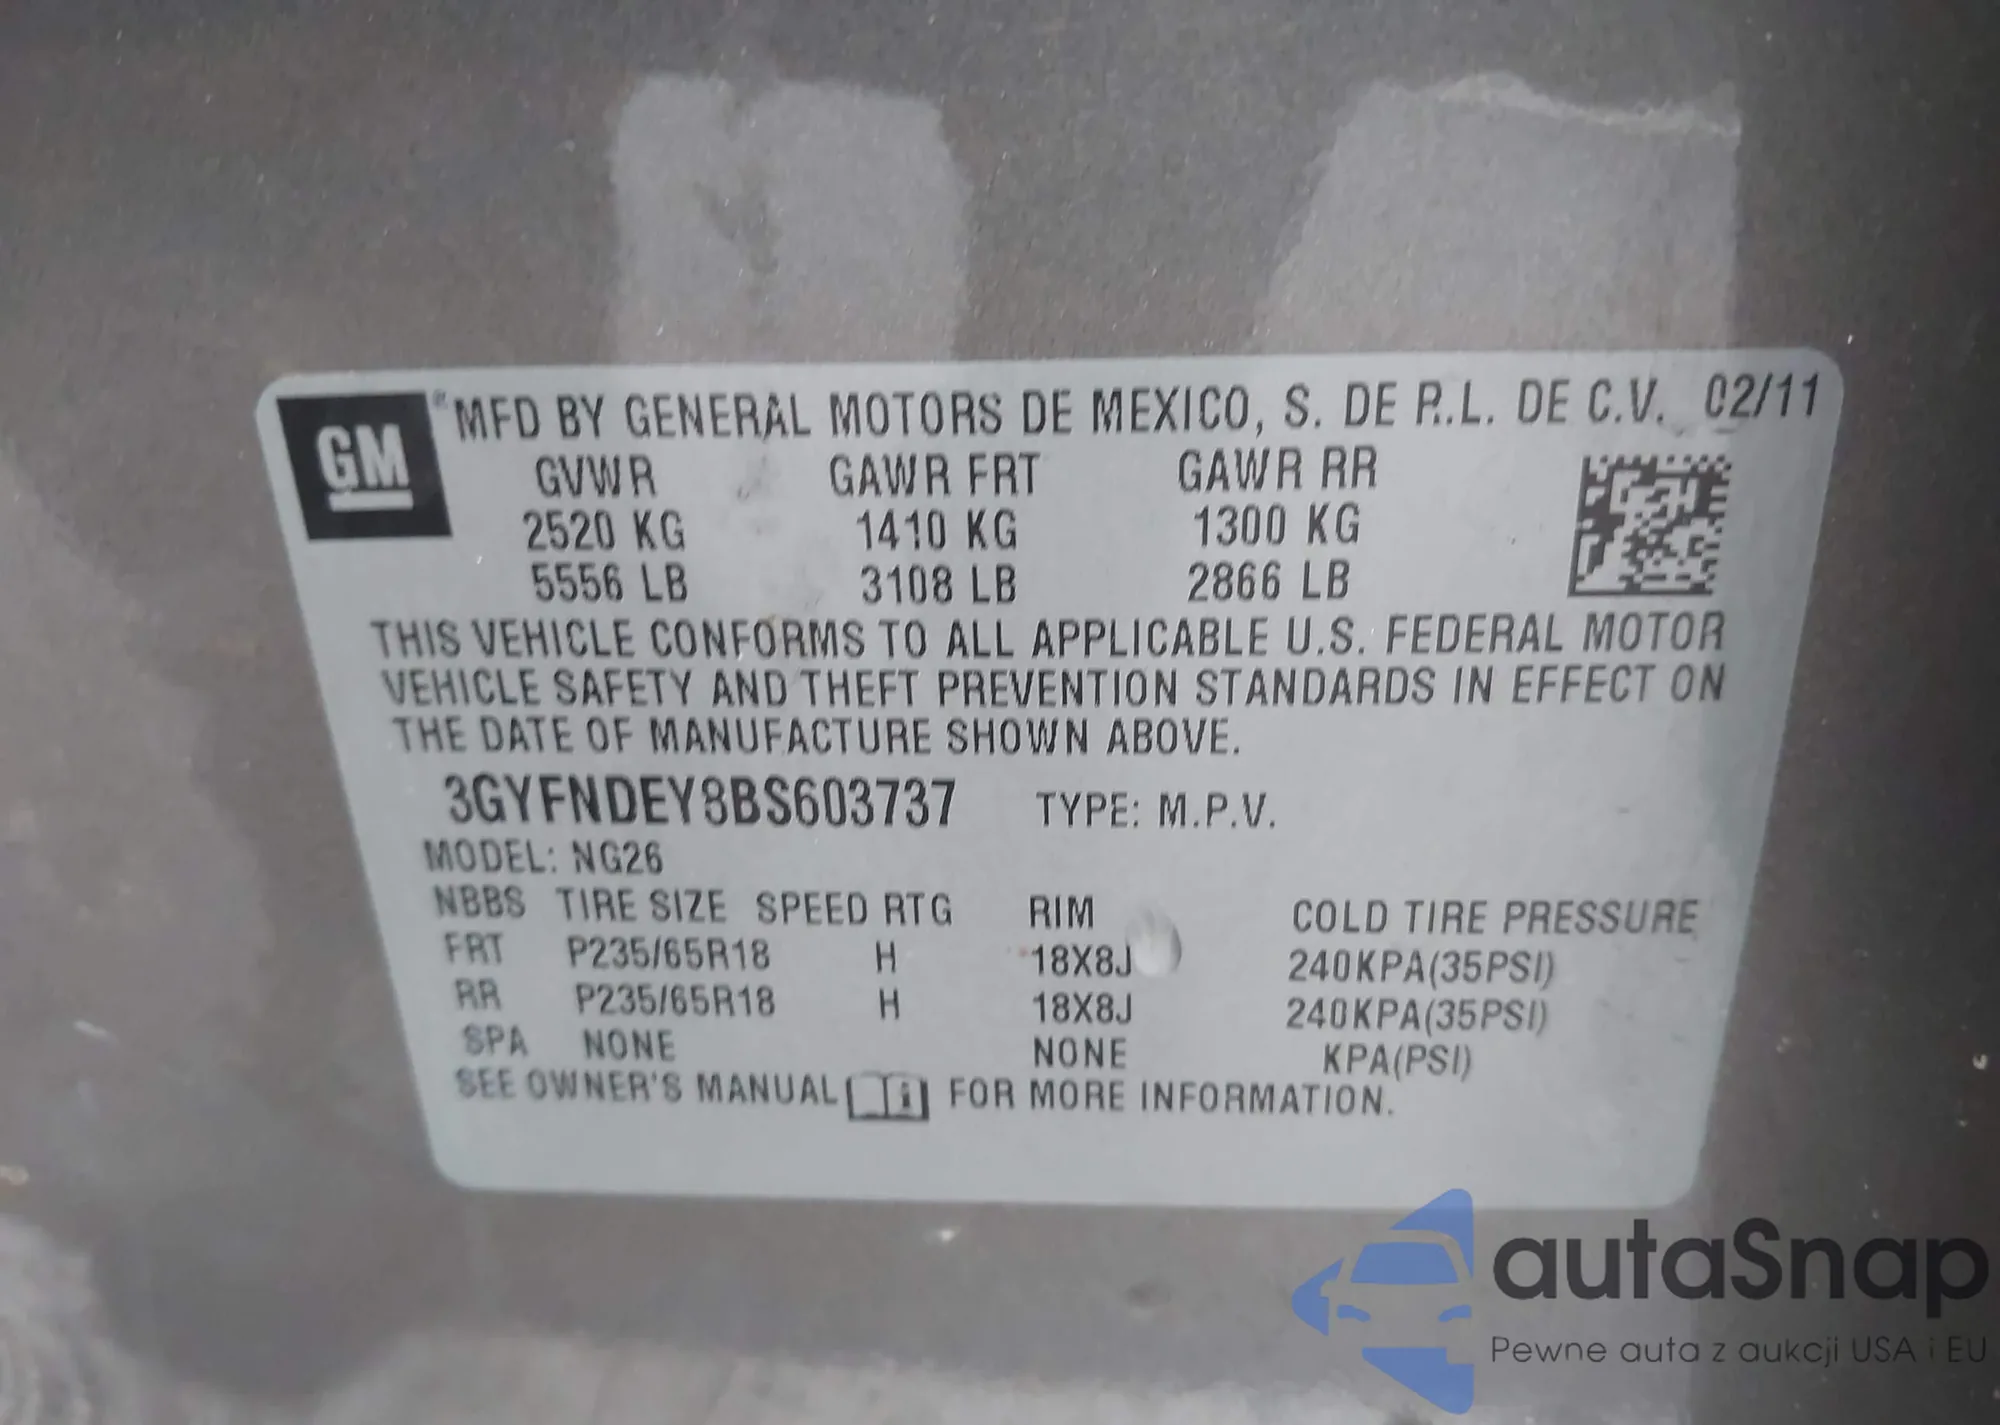 GM ® MFD BY GENERAL MOTORS DE MEXICO, S. DE R.L. DE C.V. 02/11
GVWR GAWR FRT GAWR RR
2520 KG 1410 KG 1300 KG
5556 LB 3108 LB 2866 LB
THIS VEHICLE CONFORMS TO ALL APPLICABLE U.S. FEDERAL MOTOR
VEHICLE SAFETY AND THEFT PREVENTION STANDARDS IN EFFECT ON
THE DATE OF MANUFACTURE SHOWN ABOVE.
3GYFNDEY8BS603737 TYPE: M.P.V.
MODEL: NG26
NBBS TIRE SIZE SPEED RTG RIM COLD TIRE PRESSURE
FRT P235/65R18 H 18X8J 240KPA(35PSI)
RR P235/65R18 H 18X8J 240KPA(35PSI)
SPA NONE NONE KPA(PSI)
SEE OWNER'S MANUAL i FOR MORE INFORMATION.
autaSnap
Pewne auta z aukcji USA i EU